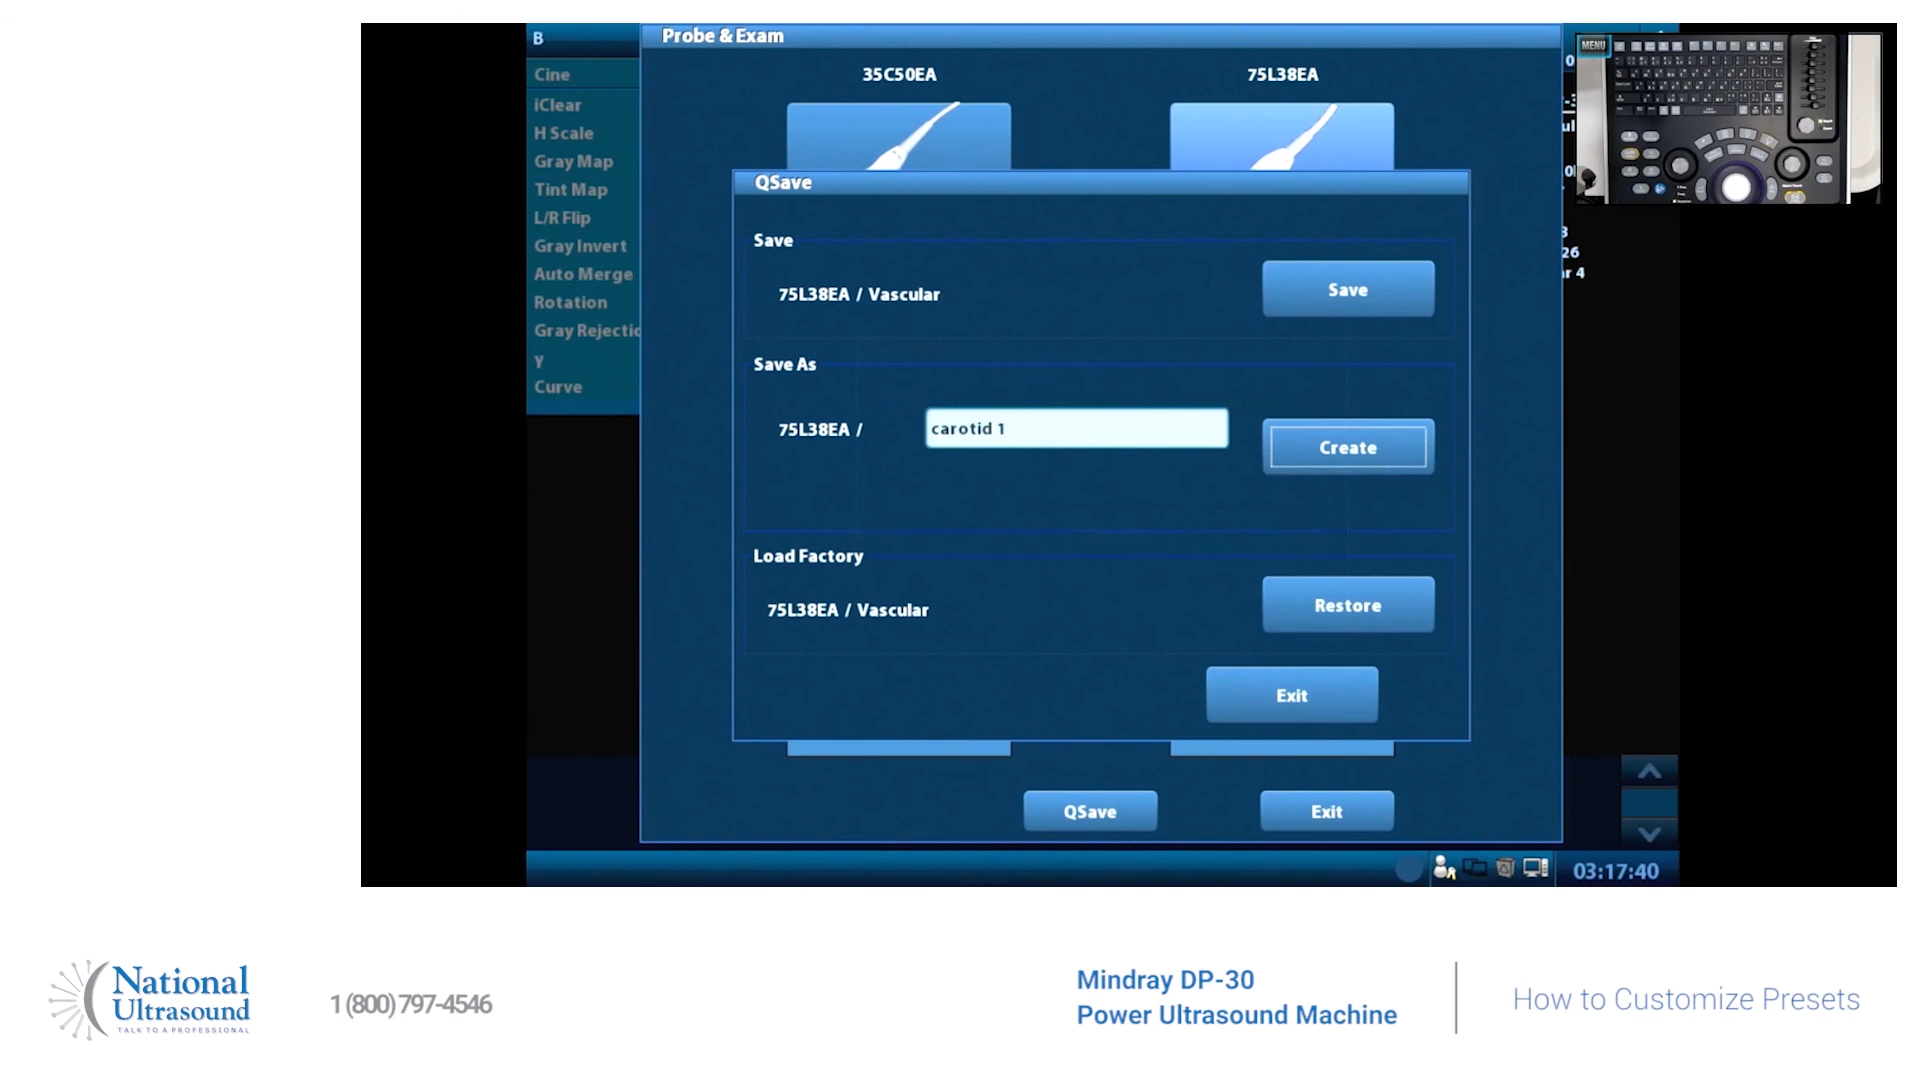 B
Probe & Exam
MENU
Cine
35C50EA
75L38EA
iClear
H Scale
Gray Map
Tint Map
L/R Flip
Gray Invert
Auto Merge
Rotation
Gray Rejectio
γ
Curve
QSave
Save
75L38EA / Vascular
Save
26
r 4
Save As
75L38EA /
carotid 1
Create
Load Factory
75L38EA / Vascular
Restore
Exit
QSave
Exit
03:17:40
National
Ultrasound
TALK TO A PROFESSIONAL
1 (800) 797-4546
Mindray DP-30
Power Ultrasound Machine
How to Customize Presets